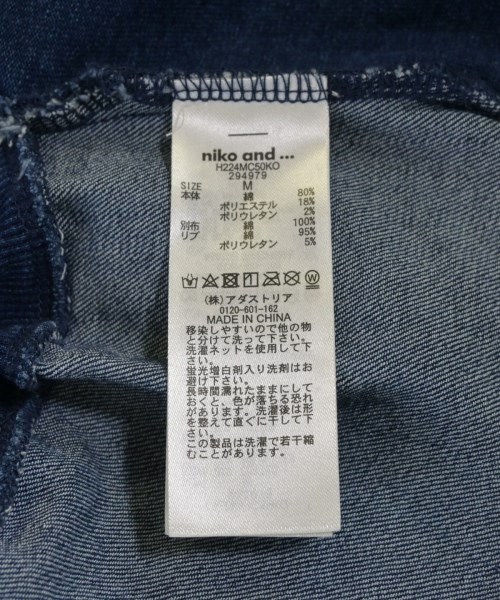 niko and ...
H224MC50KO
294979
SIZE M
本体 綿 80%
ポリエステル 18%
ポリウレタン 2%
別布 綿 100%
リブ 綿 95%
ポリウレタン 5%
(株)アダストリア
0120-601-162
MADE IN CHINA
移染しやすいので他の物
と分けて洗って下さい。
洗濯ネットを使用して下
さい。
蛍光増白剤入り洗剤はお
避け下さい。
長時間濡れたままにして
おくと、色が落ちる恐れ
があります。洗濯後は形
を整えて直ぐに干して下
さい。
この製品は洗濯で若干縮
むことがあります。